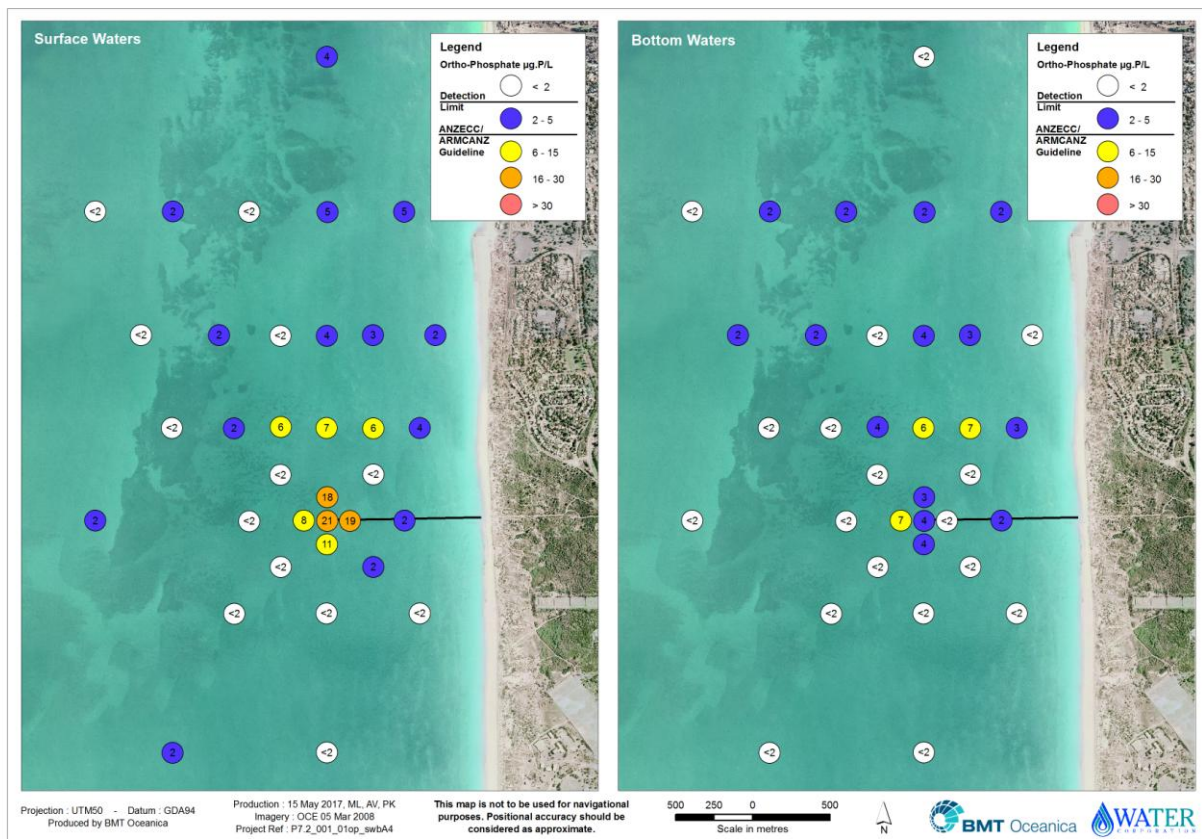 Surface Waters
4
Legend
Ortho-Phosphate µg.P/L
< 2
Detection
Limit
2 - 5
ANZECC/
ARMCANZ
Guideline
6 - 15
16 - 30
> 30
<2 2 <2 5 5
<2 2 <2 4 3 2
<2 2 6 7 6 4
<2 <2
18
2 <2 8 21 19 2
11
<2 2
<2 <2 <2
2 <2
Bottom Waters
<2
Legend
Ortho-Phosphate µg.P/L
< 2
Detection
Limit
2 - 5
ANZECC/
ARMCANZ
Guideline
6 - 15
16 - 30
> 30
<2 2 2 2 2
2 2 <2 4 3 <2
<2 <2 4 6 7 3
<2 <2
3
<2 <2 7 4 <2 2
4
<2 <2
<2 <2 <2
<2 <2
Projection : UTM50 - Datum : GDA94
Produced by BMT Oceanica
Production : 15 May 2017, ML, AV, PK
Imagery : OCE 05 Mar 2008
Project Ref : P7.2_001_01op_swbA4
This map is not to be used for navigational
purposes. Positional accuracy should be
considered as approximate.
500 250 0 500
Scale in metres
N
BMT Oceanica
WATER
CORPORATION